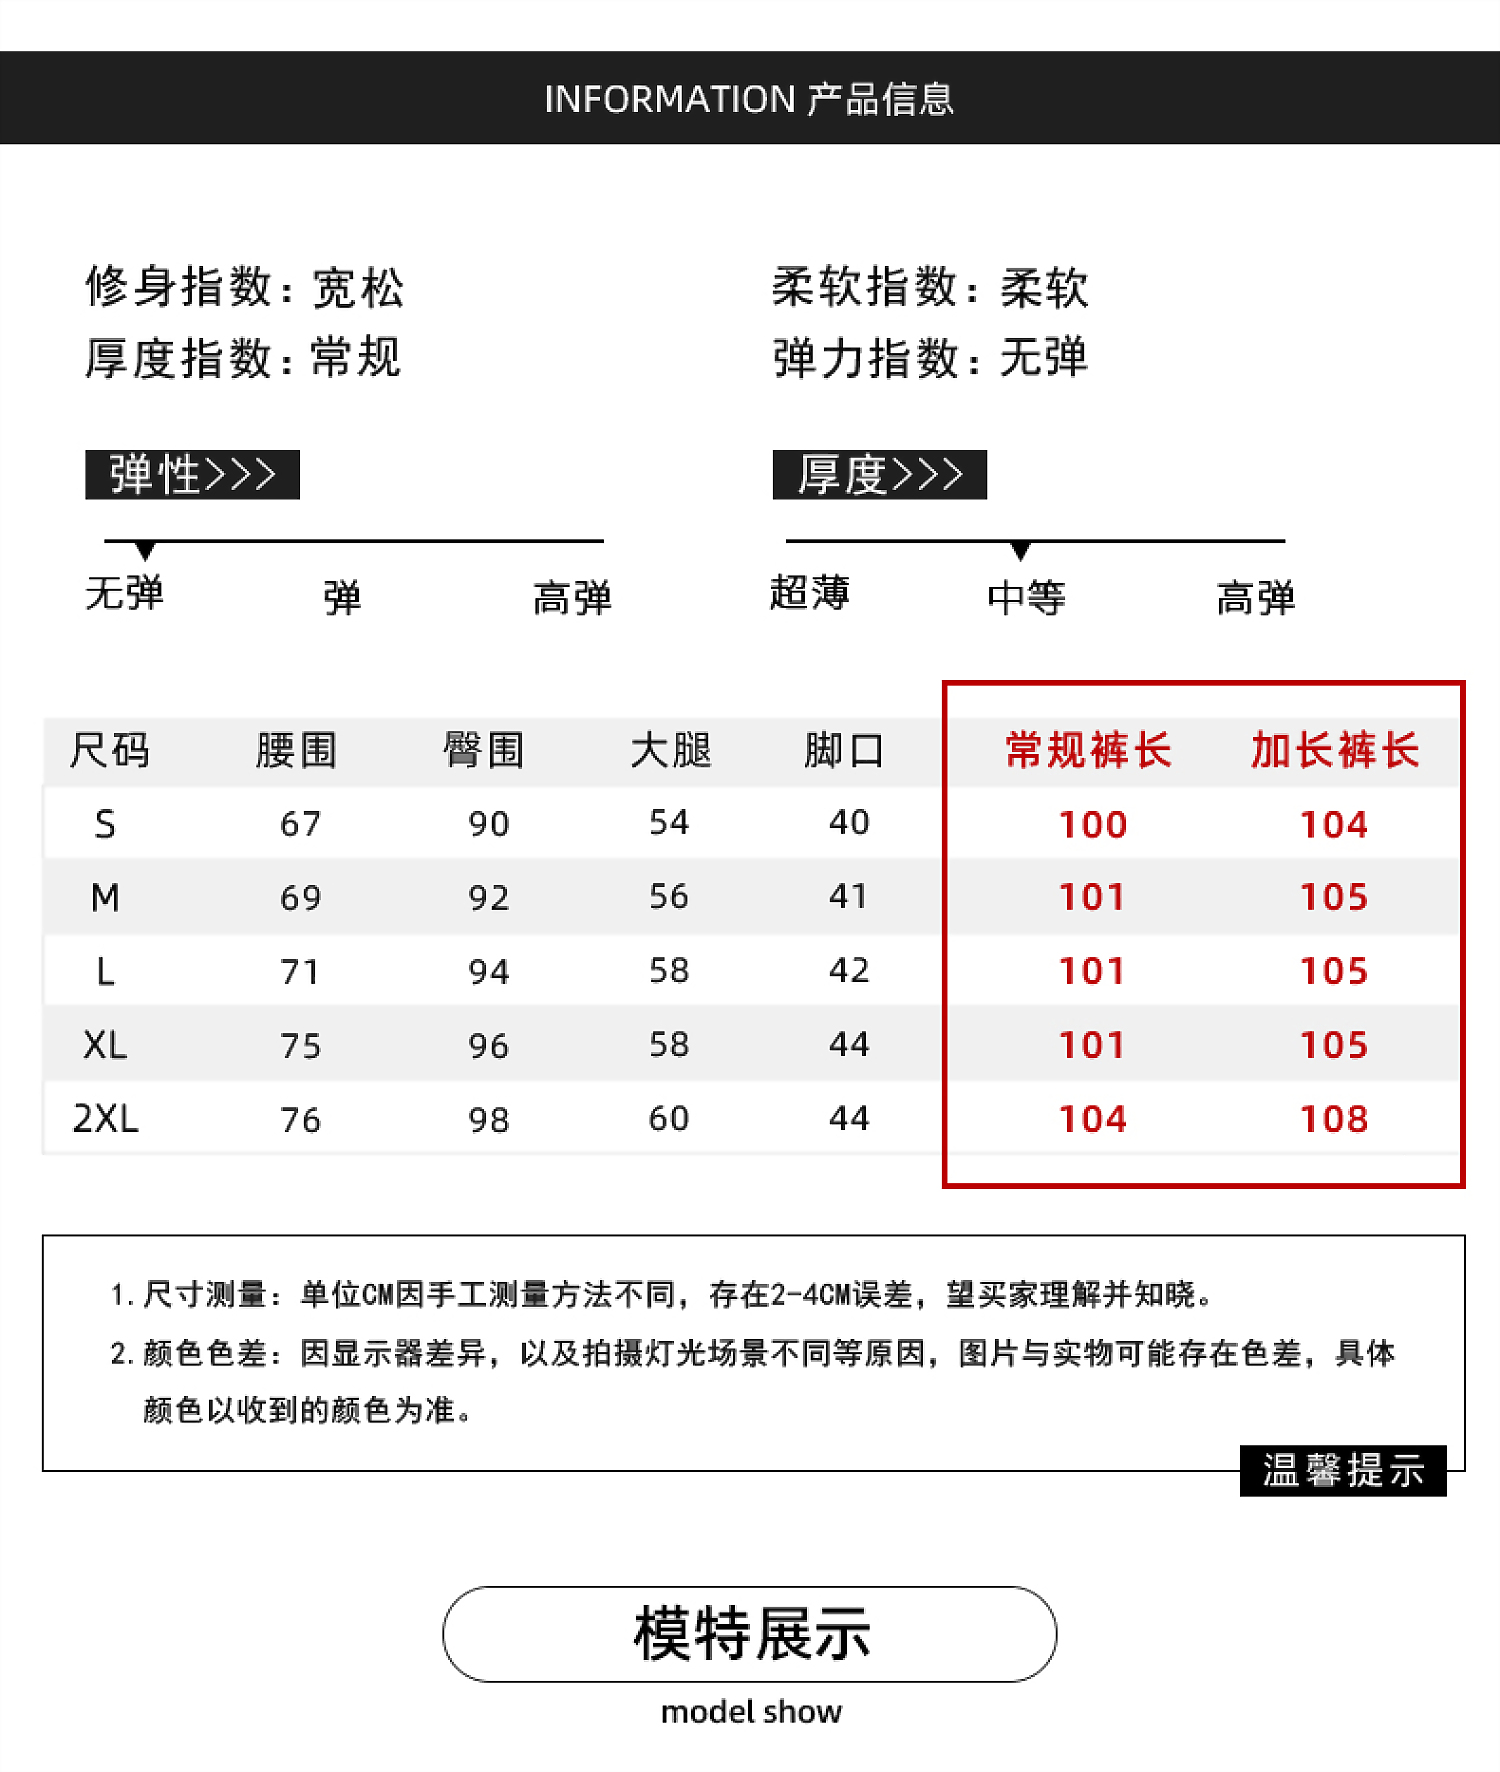 INFORMATION 产品信息
修身指数：宽松 柔软指数：柔软
厚度指数：常规 弹力指数：无弹
弹性>>> 厚度>>>
无弹 弹 高弹 超薄 中等 高弹
尺码 腰围 臀围 大腿 脚口 常规裤长 加长裤长
S 67 90 54 40 100 104
M 69 92 56 41 101 105
L 71 94 58 42 101 105
XL 75 96 58 44 101 105
2XL 76 98 60 44 104 108
1.尺寸测量：单位CM因手工测量方法不同，存在2-4CM误差，望买家理解并知晓。
2.颜色色差：因显示器差异，以及拍摄灯光场景不同等原因，图片与实物可能存在色差，具体
颜色以收到的颜色为准。
温馨提示
模特展示
model show